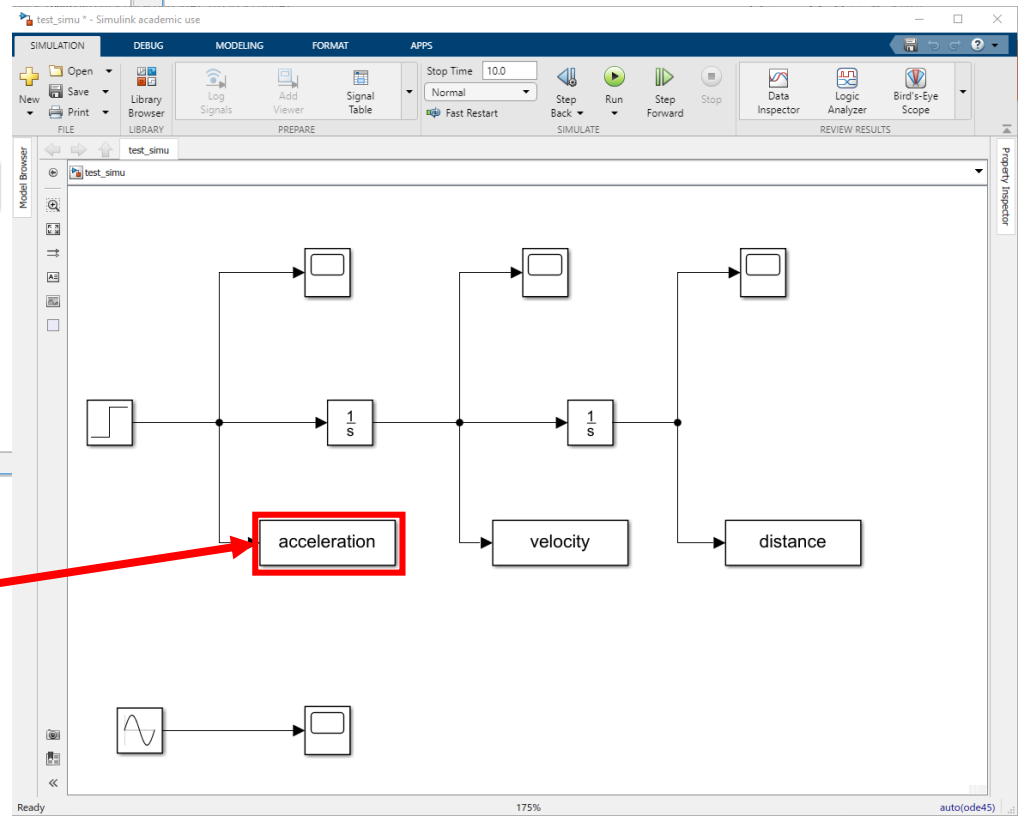 test_simu * - Simulink academic use
SIMULATION DEBUG MODELING FORMAT APPS
?
New
Open
Save
Print
FILE
Library
Browser
LIBRARY
Log
Signals
Add
Viewer
Signal
Table
PREPARE
Stop Time 10.0
Normal
Fast Restart
Step
Back
Run
Step
Forward
Stop
SIMULATE
Data
Inspector
Logic
Analyzer
Bird's-Eye
Scope
REVIEW RESULTS
Model Browser
test_simu
test_simu
Property Inspector
1
s
1
s
acceleration
velocity
distance
Ready 175% auto(ode45)